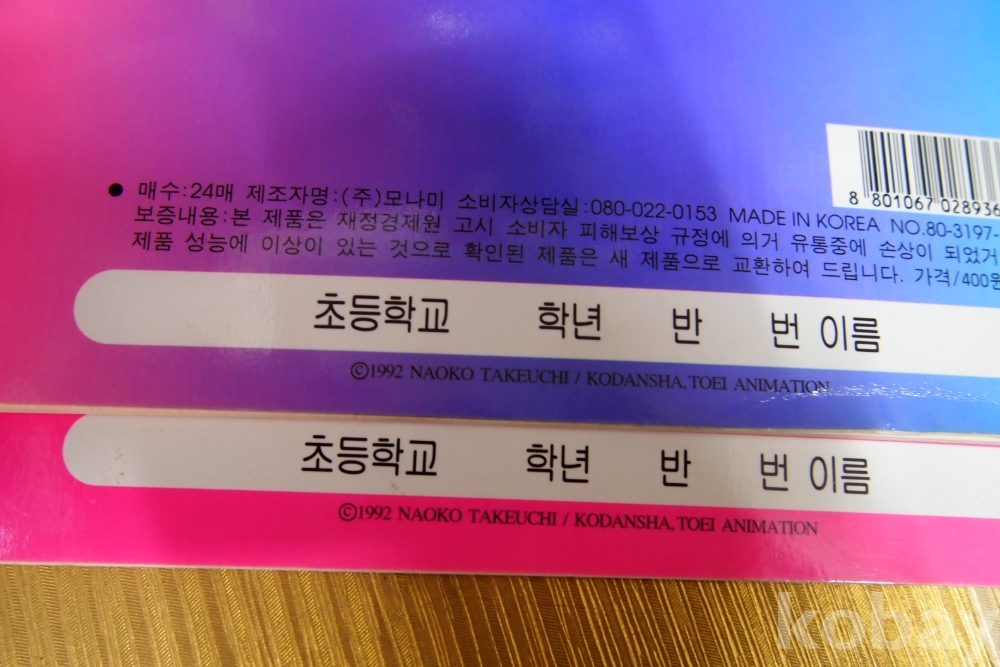 8 801067 028936
● 매수:24매 제조자명:(주)모나미 소비자상담실:080-022-0153 MADE IN KOREA NO.80-3197-
보증내용:본 제품은 재정경제원 고시 소비자 피해보상 규정에 의거 유통중에 손상이 되었거
제품 성능에 이상이 있는 것으로 확인된 제품은 새 제품으로 교환하여 드립니다. 가격/400원
초등학교 학년 반 번 이름
©1992 NAOKO TAKEUCHI / KODANSHA, TOEI ANIMATION
초등학교 학년 반 번 이름
©1992 NAOKO TAKEUCHI / KODANSHA, TOEI ANIMATION
kobay